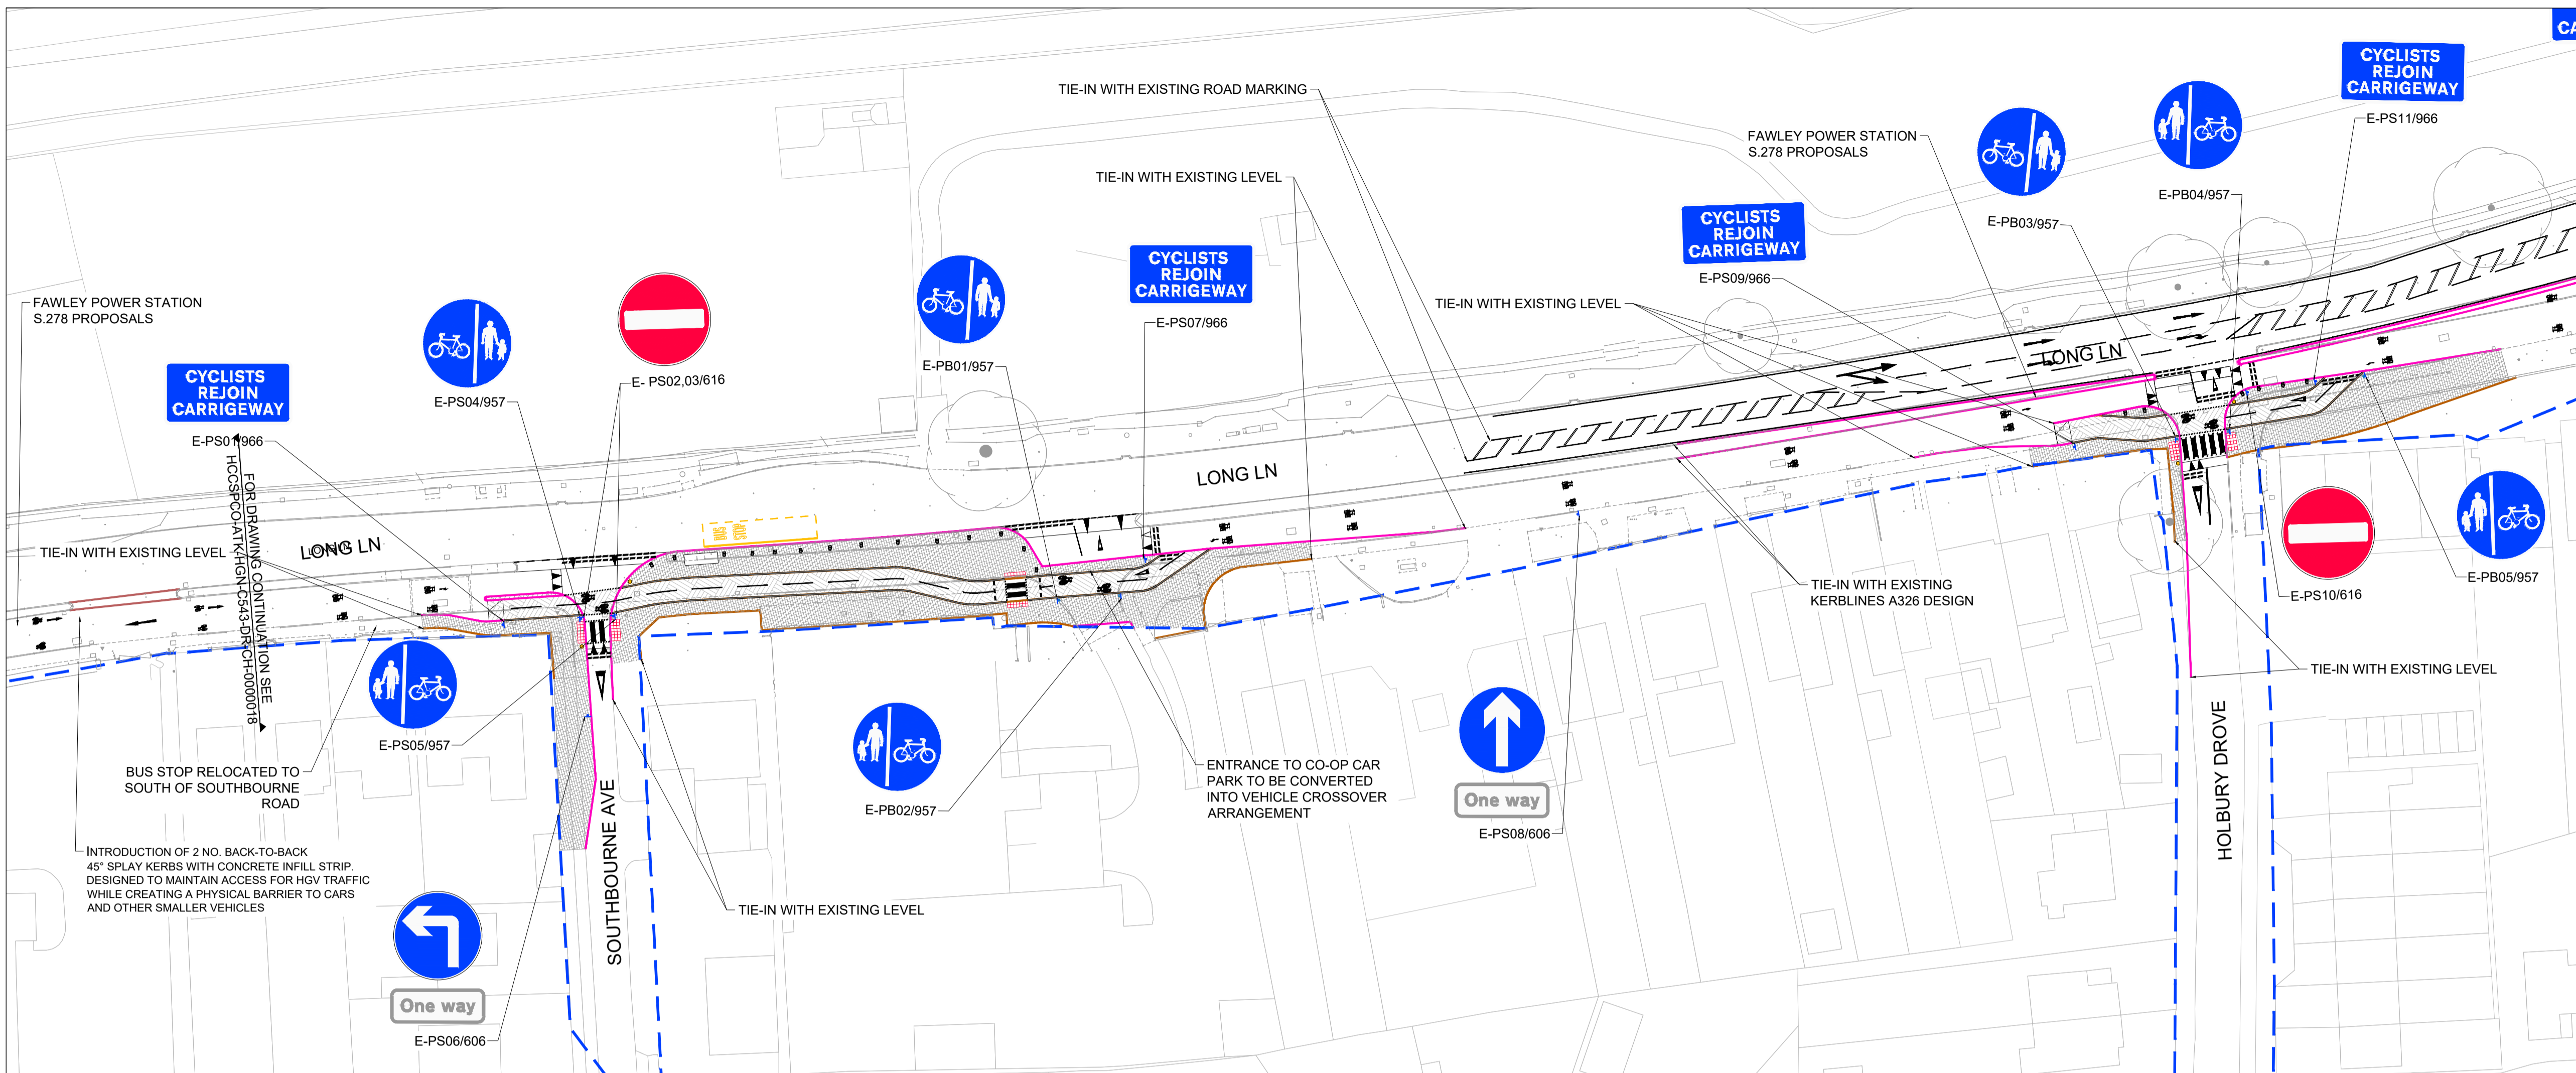 CYCLISTS
REJOIN
CARRIGEWAY
E-PS11/966
TIE-IN WITH EXISTING ROAD MARKING
FAWLEY POWER STATION
S.278 PROPOSALS
TIE-IN WITH EXISTING LEVEL
E-PB04/957
E-PB03/957
CYCLISTS
REJOIN
CARRIGEWAY
E-PS09/966
CYCLISTS
REJOIN
CARRIGEWAY
E-PS07/966
TIE-IN WITH EXISTING LEVEL
FAWLEY POWER STATION
S.278 PROPOSALS
CYCLISTS
REJOIN
CARRIGEWAY
E-PS01/966
E-PS04/957
E- PS02,03/616
E-PB01/957
LONG LN
LONG LN
LONG LN
BUS
STOP
FOR DRAWING CONTINUATION SEE
HCCSPCO-ATK-HGN-C543-DR-CH-0000018
TIE-IN WITH EXISTING LEVEL
E-PS05/957
BUS STOP RELOCATED TO
SOUTH OF SOUTHBOURNE
ROAD
INTRODUCTION OF 2 NO. BACK-TO-BACK
45° SPLAY KERBS WITH CONCRETE INFILL STRIP.
DESIGNED TO MAINTAIN ACCESS FOR HGV TRAFFIC
WHILE CREATING A PHYSICAL BARRIER TO CARS
AND OTHER SMALLER VEHICLES
One way
E-PS06/606
SOUTHBOURNE AVE
TIE-IN WITH EXISTING LEVEL
E-PB02/957
ENTRANCE TO CO-OP CAR
PARK TO BE CONVERTED
INTO VEHICLE CROSSOVER
ARRANGEMENT
One way
E-PS08/606
TIE-IN WITH EXISTING
KERBLINES A326 DESIGN
HOLBURY DROVE
E-PS10/616
E-PB05/957
TIE-IN WITH EXISTING LEVEL